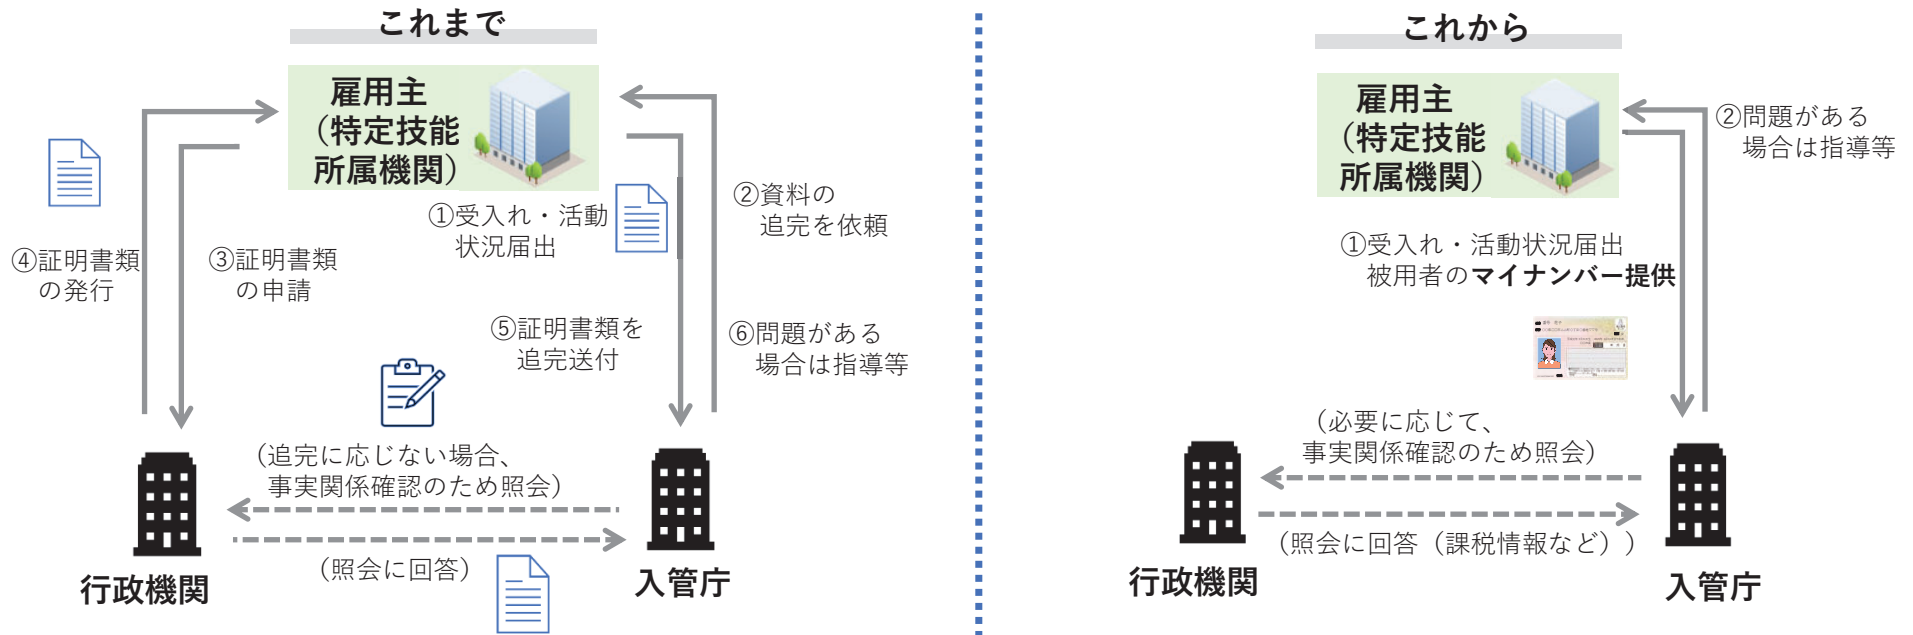 これまで
雇用主
（特定技能
所属機関）
①受入れ・活動
状況届出
②資料の
追完を依頼
④証明書類
の発行
③証明書類
の申請
⑤証明書類を
追完送付
⑥問題がある
場合は指導等
（追完に応じない場合、
事実関係確認のため照会）
（照会に回答）
行政機関
入管庁
これから
雇用主
（特定技能
所属機関）
②問題がある
場合は指導等
①受入れ・活動状況届出
被用者のマイナンバー提供
（必要に応じて、
事実関係確認のため照会）
（照会に回答（課税情報など））
行政機関
入管庁